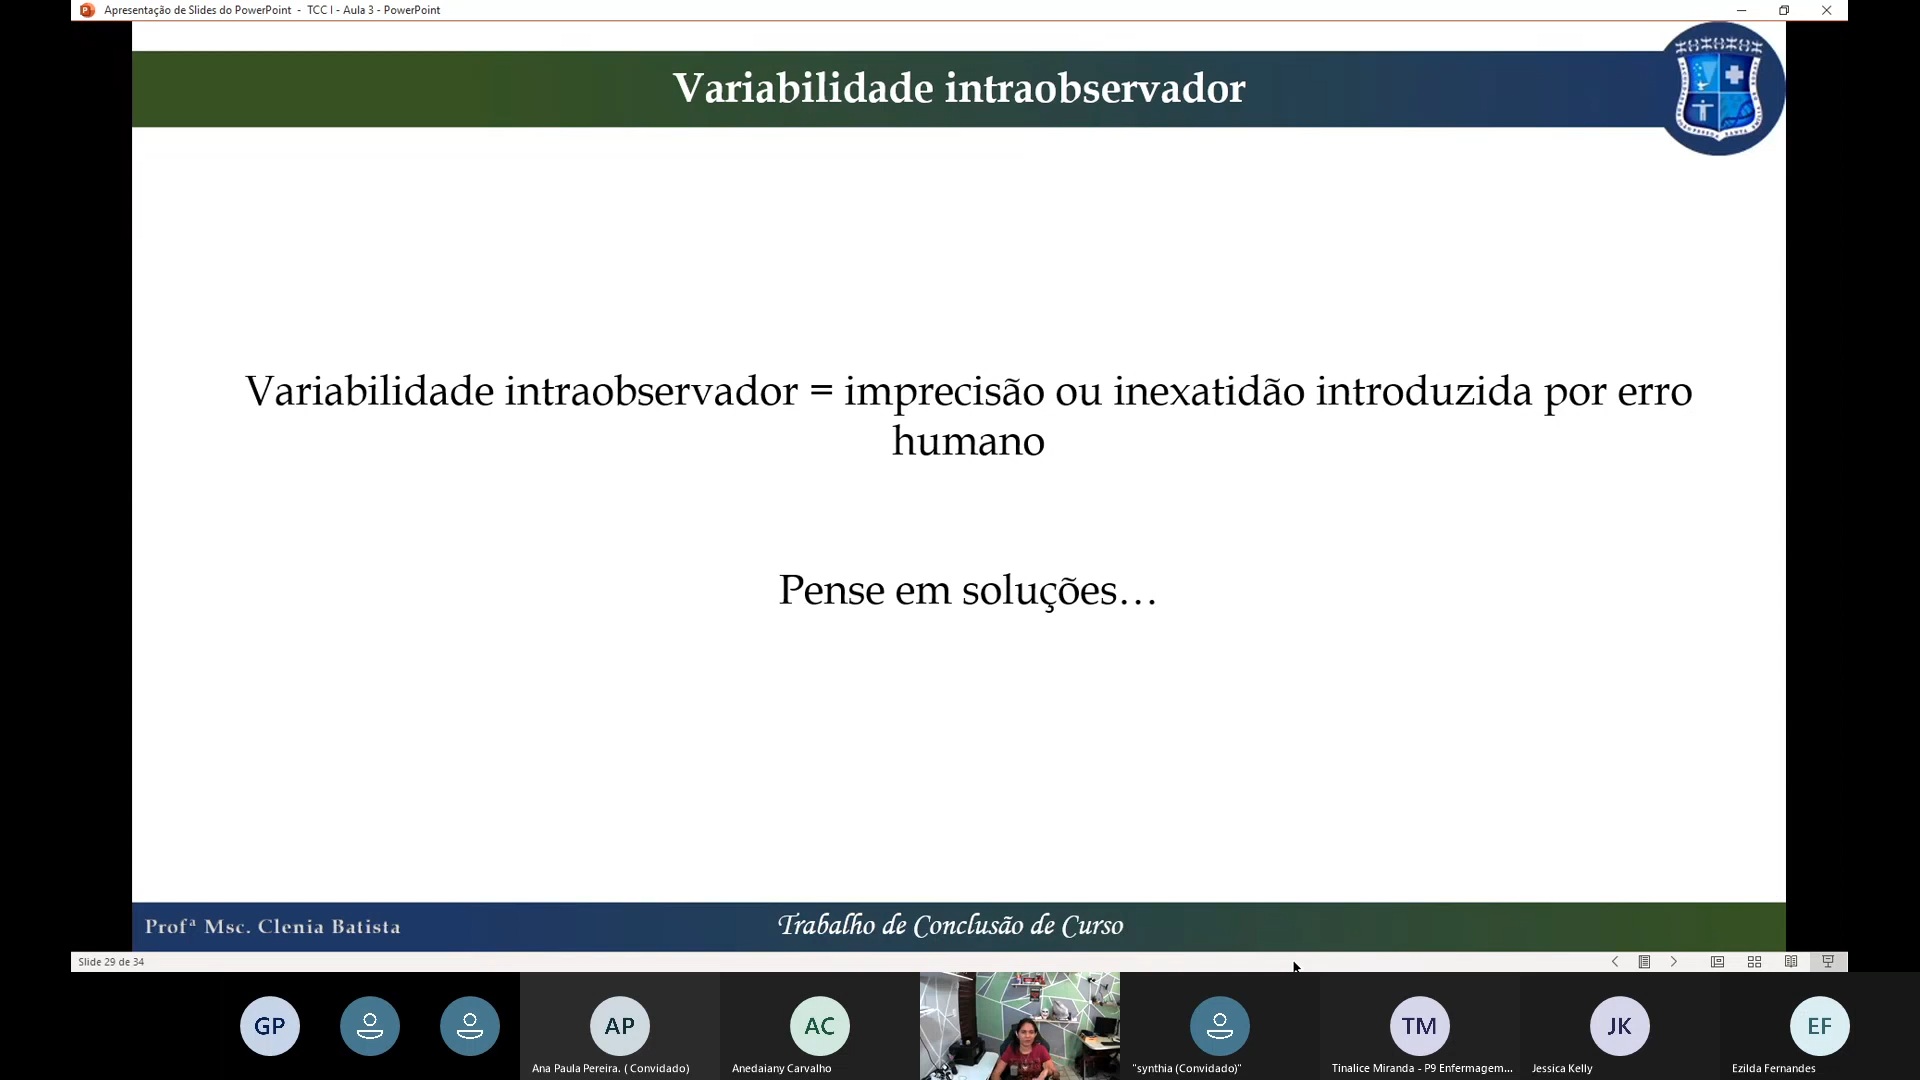 Apresentação de Slides do PowerPoint - TCC I - Aula 3 - PowerPoint
Variabilidade intraobservador
Variabilidade intraobservador = imprecisão ou inexatidão introduzida por erro
humano
Pense em soluções…
Profª Msc. Clenia Batista
Trabalho de Conclusão de Curso
Slide 29 de 34
GP
AP
AC
TM
JK
EF
Ana Paula Pereira. ( Convidado)
Anedaiany Carvalho
"synthia (Convidado)"
Tinalice Miranda - P9 Enfermagem...
Jessica Kelly
Ezilda Fernandes